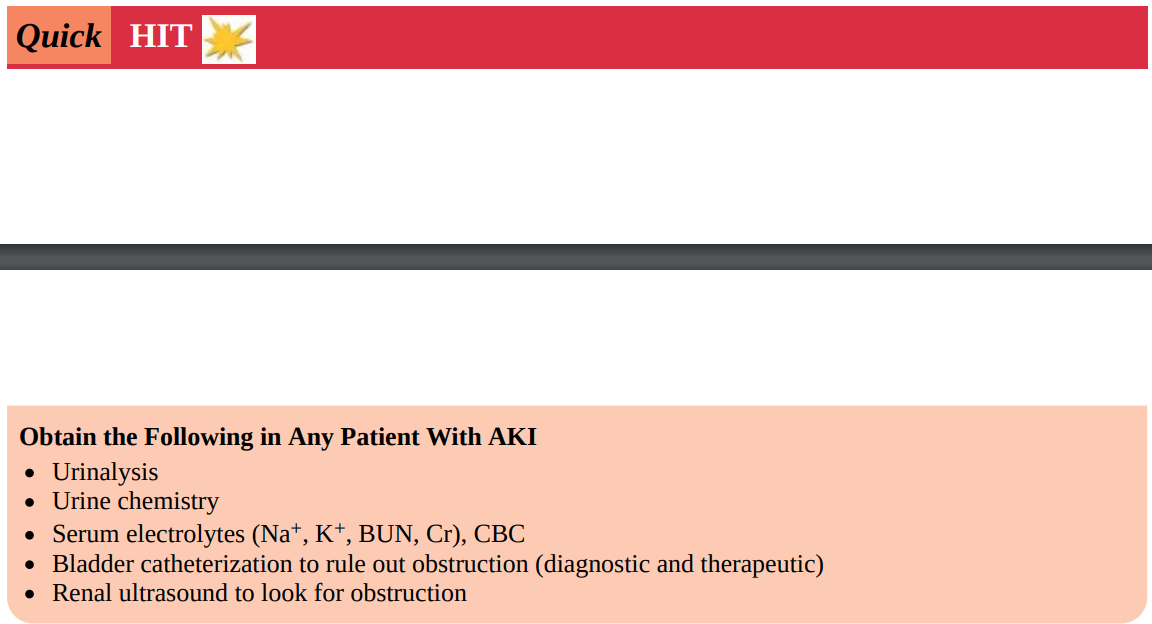 Quick HIT
Obtain the Following in Any Patient With AKI
• Urinalysis
• Urine chemistry
• Serum electrolytes (Na⁺, K⁺, BUN, Cr), CBC
• Bladder catheterization to rule out obstruction (diagnostic and therapeutic)
• Renal ultrasound to look for obstruction